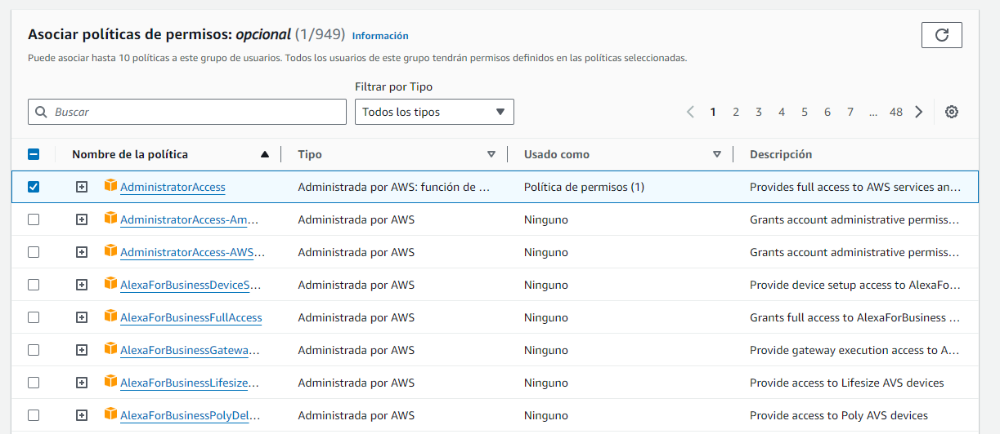 Asociar políticas de permisos: opcional (1/949) Información
Puede asociar hasta 10 políticas a este grupo de usuarios. Todos los usuarios de este grupo tendrán permisos definidos en las políticas seleccionadas.
Filtrar por Tipo
Buscar Todos los tipos 1 2 3 4 5 6 7 ... 48
Nombre de la política Tipo Usado como Descripción
AdministratorAccess Administrada por AWS: función de ... Política de permisos (1) Provides full access to AWS services an...
AdministratorAccess-Am... Administrada por AWS Ninguno Grants account administrative permiss...
AdministratorAccess-AWS... Administrada por AWS Ninguno Grants account administrative permiss...
AlexaForBusinessDeviceS... Administrada por AWS Ninguno Provide device setup access to AlexaFo...
AlexaForBusinessFullAccess Administrada por AWS Ninguno Grants full access to AlexaForBusiness ...
AlexaForBusinessGatewa... Administrada por AWS Ninguno Provide gateway execution access to A...
AlexaForBusinessLifesize... Administrada por AWS Ninguno Provide access to Lifesize AVS devices
AlexaForBusinessPolyDel... Administrada por AWS Ninguno Provide access to Poly AVS devices